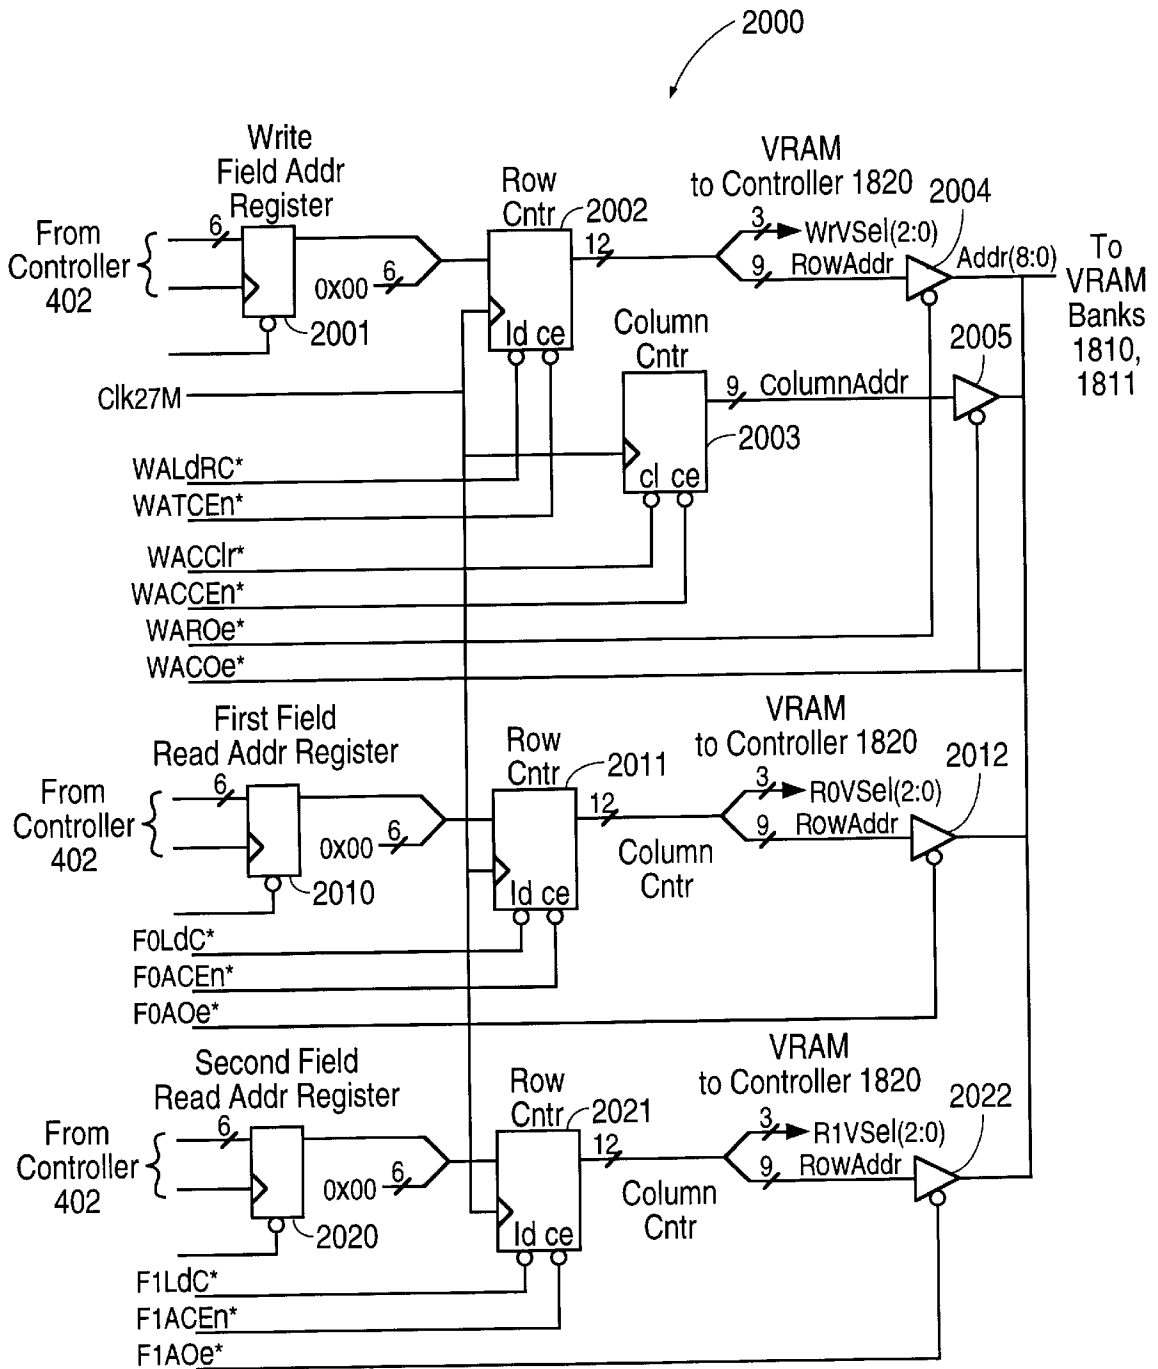 2000
Write
Field Addr
Register
VRAM
to Controller 1820
Row
Cntr
2002
2004
From
Controller
402
6
12
3
WrVSel(2:0)
Addr(8:0)
To
VRAM
Banks
1810,
1811
0x00
6
9
RowAddr
2001
ld ce
Column
Cntr
2005
Clk27M
9
ColumnAddr
2003
WALdRC*
cl ce
WATCEn*
WACClr*
WACCEn*
WAROe*
WACOe*
First Field
Read Addr Register
VRAM
to Controller 1820
Row
Cntr
2011
2012
From
Controller
402
6
12
3
R0VSel(2:0)
0x00
6
9
RowAddr
Column
Cntr
2010
ld ce
F0LdC*
F0ACEn*
F0AOe*
Second Field
Read Addr Register
VRAM
to Controller 1820
Row
Cntr
2021
2022
From
Controller
402
6
12
3
R1VSel(2:0)
0x00
6
9
RowAddr
Column
Cntr
2020
ld ce
F1LdC*
F1ACEn*
F1AOe*